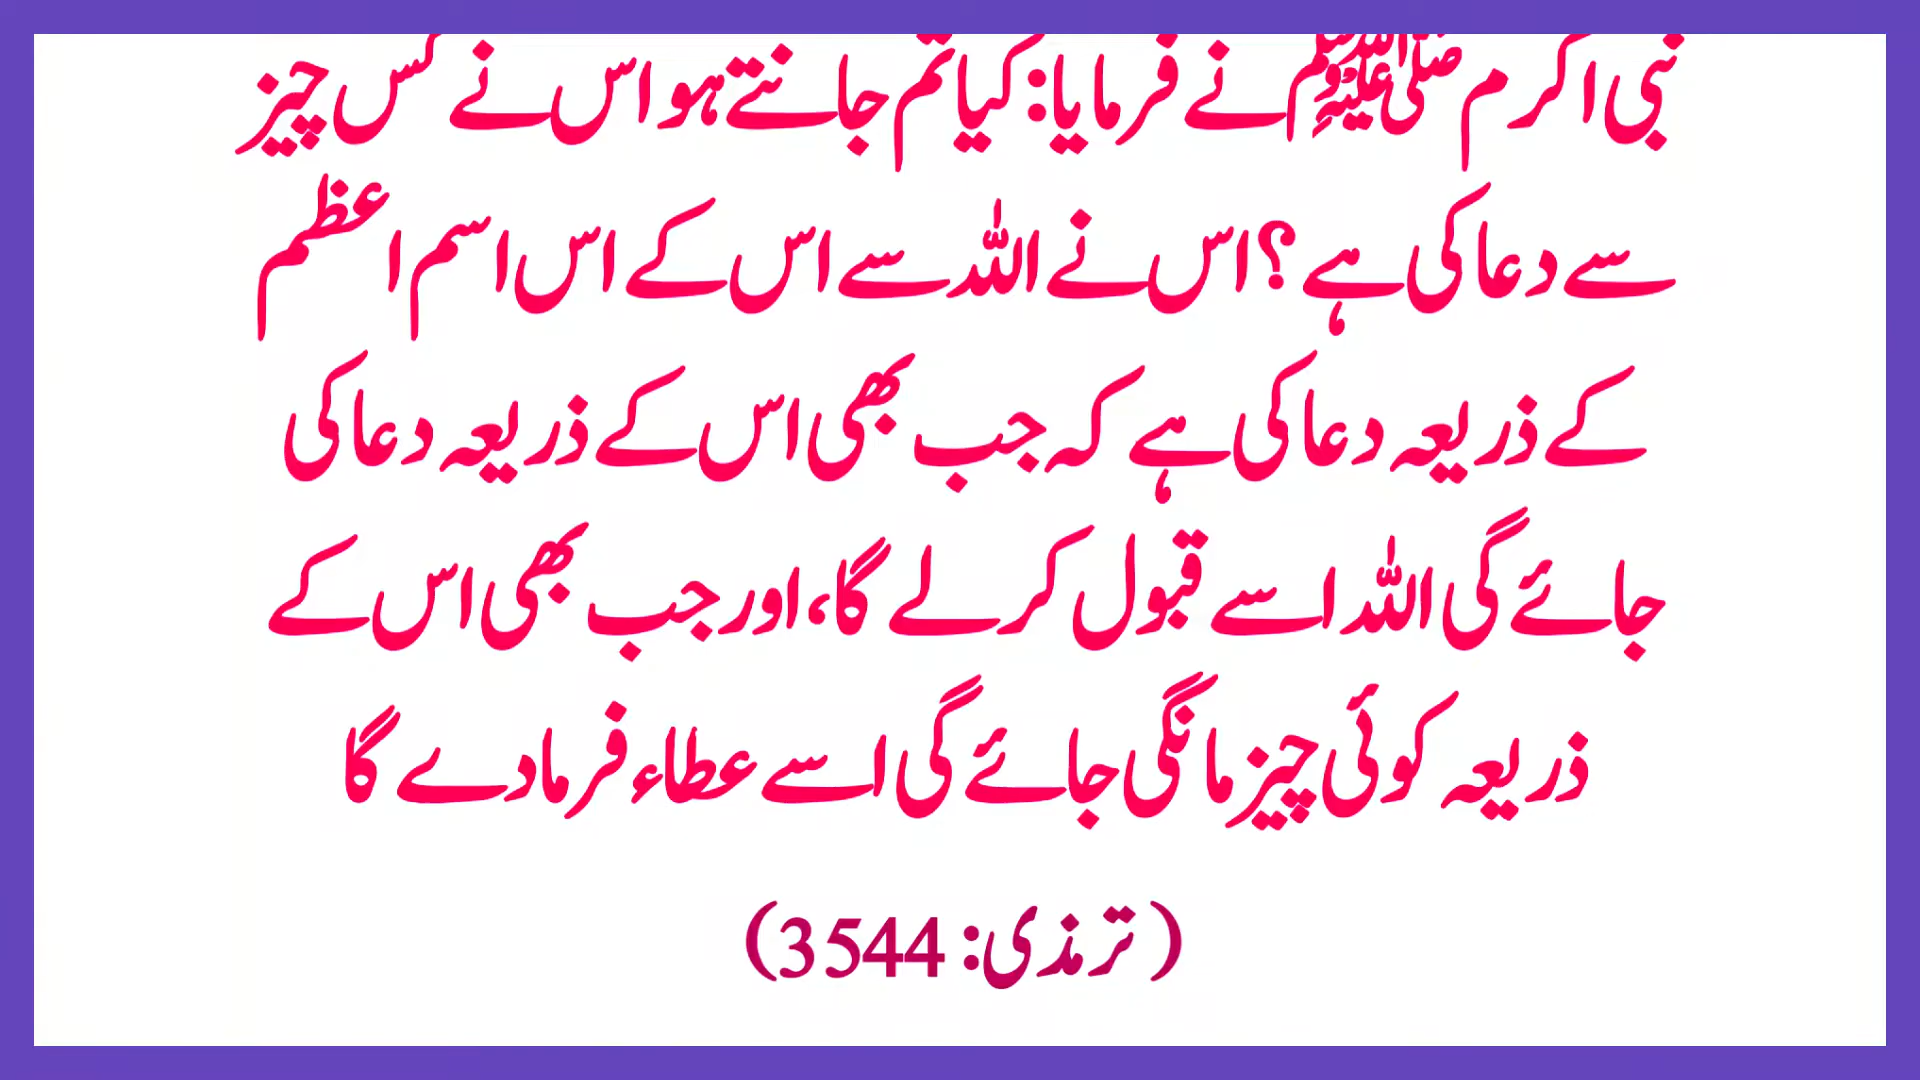 نبی اکرم ﷺ نے فرمایا: کیا تم جانتے ہو اس نے کس چیز
سے دعا کی ہے؟ اس نے اللہ سے اس کے اس اسم اعظم
کے ذریعہ دعا کی ہے کہ جب بھی اس کے ذریعہ دعا کی
جائے گی اللہ اسے قبول کر لے گا، اور جب بھی اس کے
ذریعہ کوئی چیز مانگی جائے گی اسے عطاء فرما دے گا
(ترمذی: 3544)